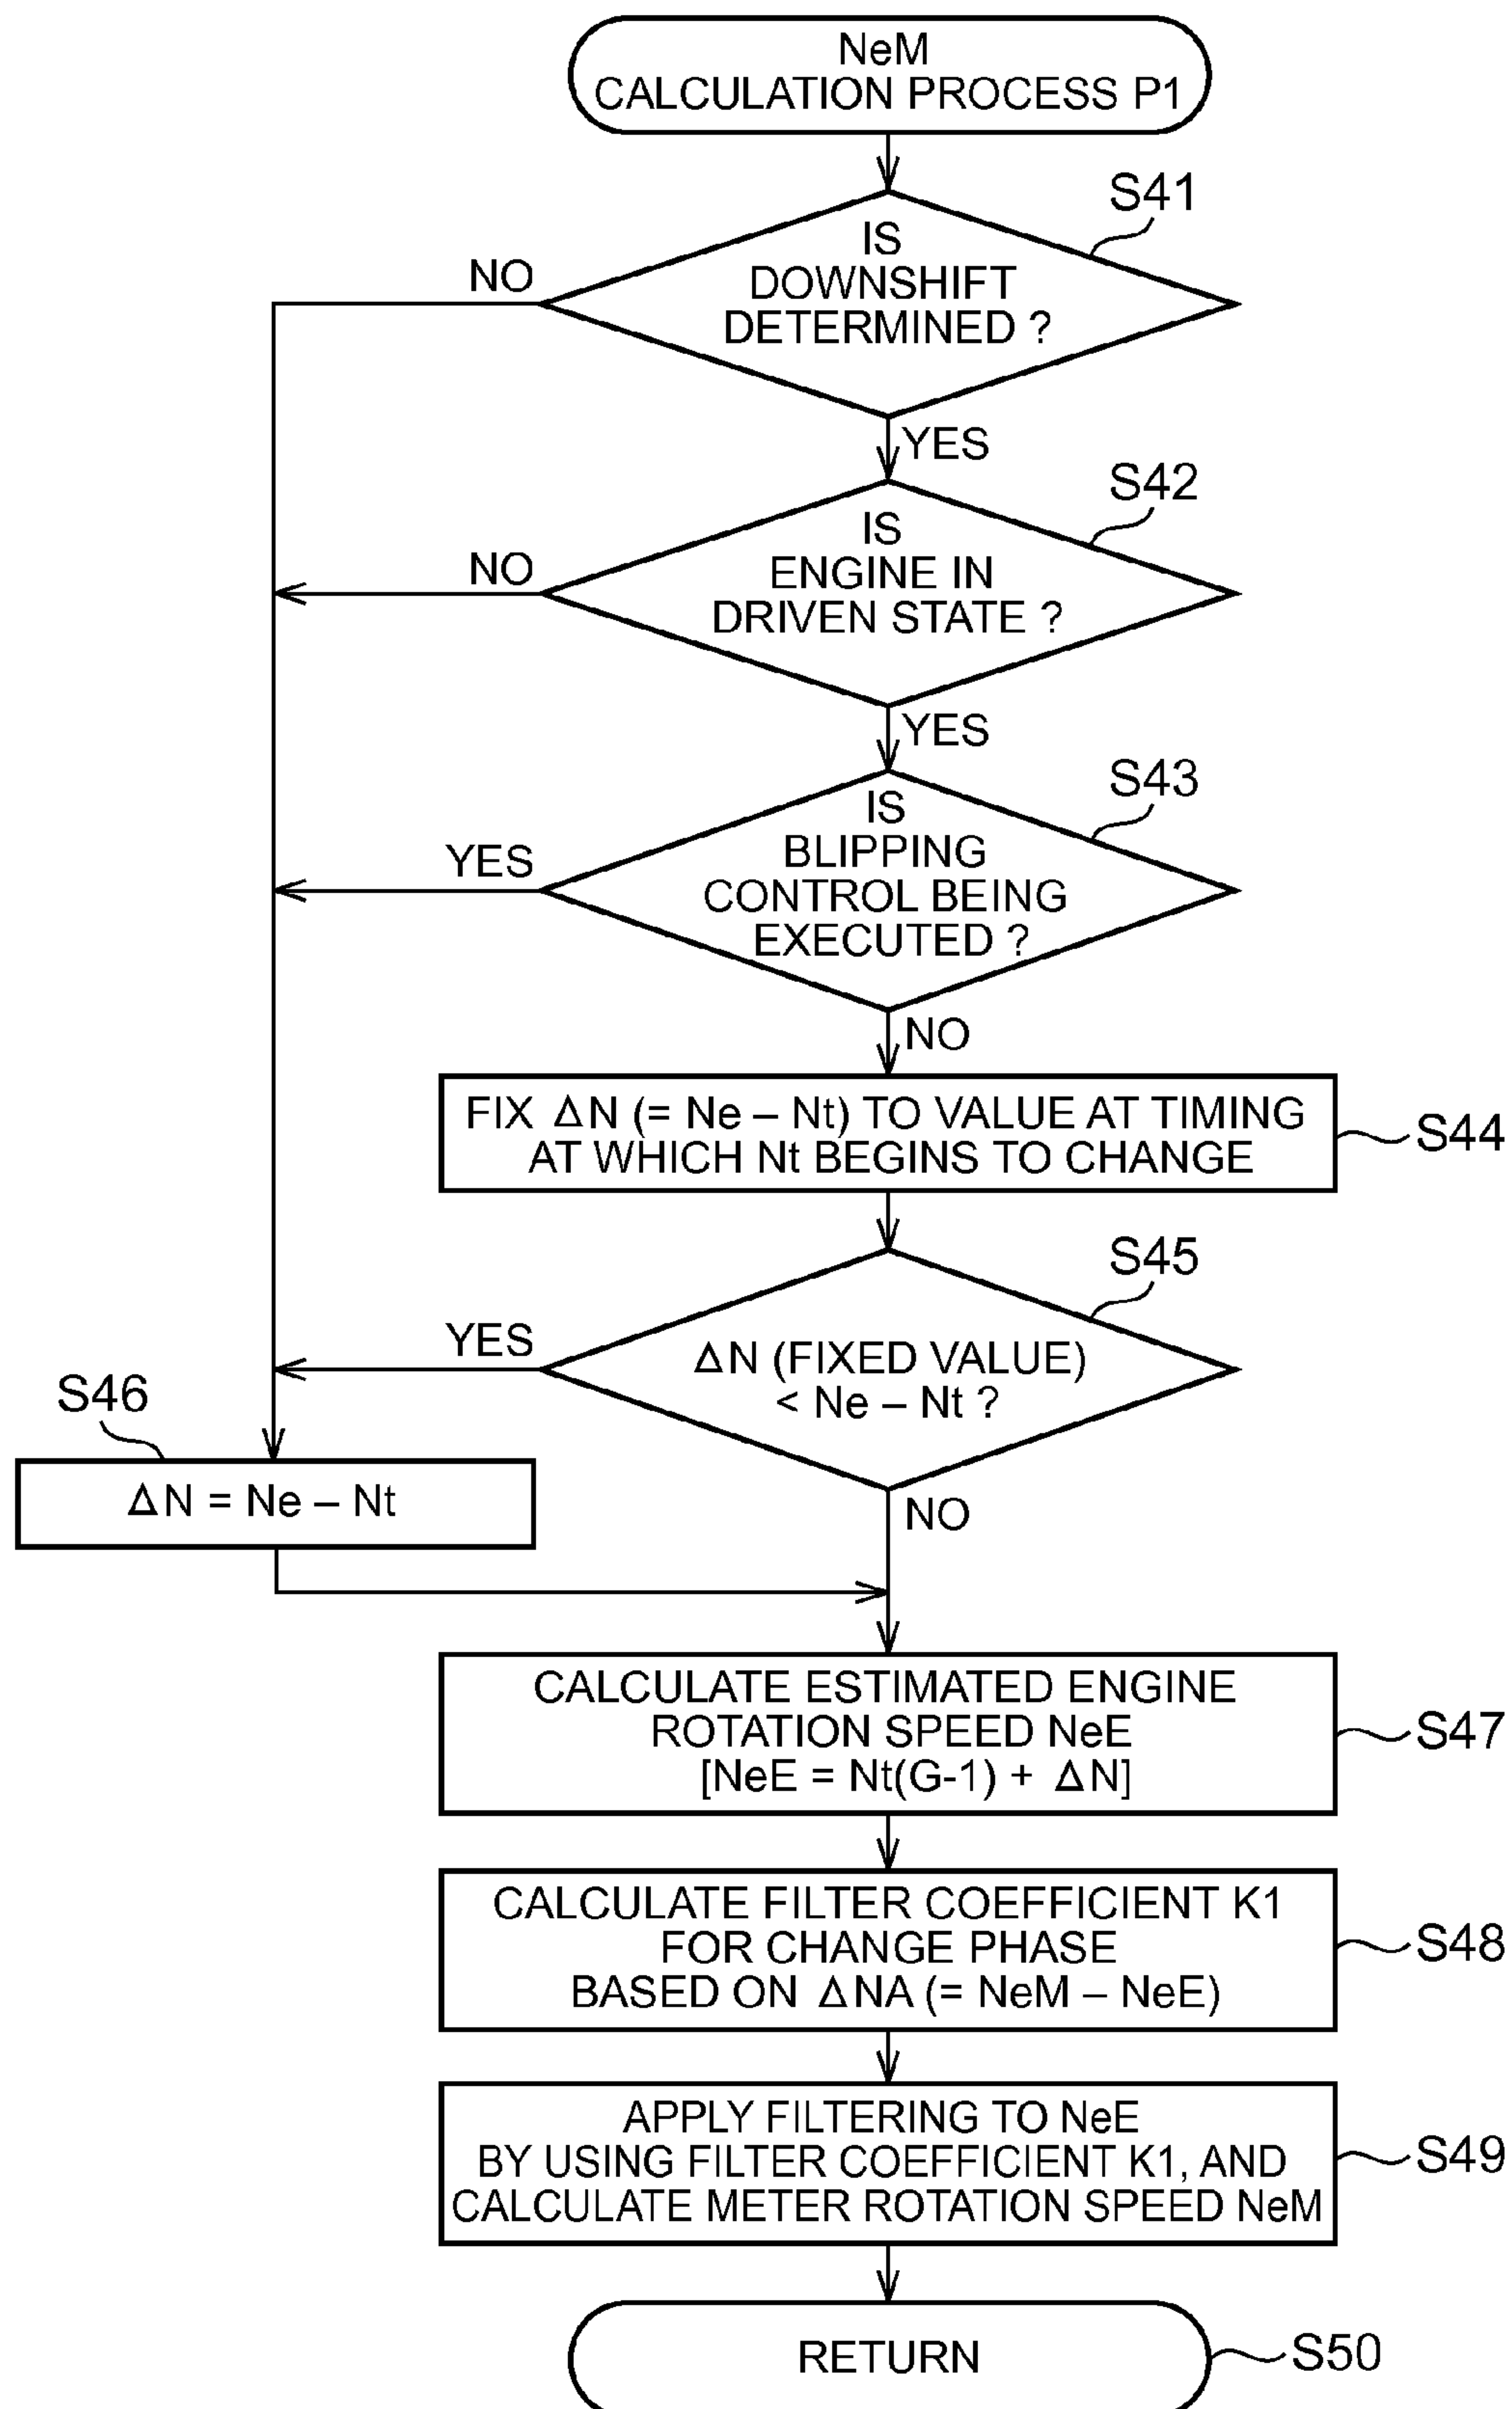 NeM
CALCULATION PROCESS P1
S41
IS
DOWNSHIFT
DETERMINED ?
NO
YES
S42
IS
ENGINE IN
DRIVEN STATE ?
NO
YES
S43
IS
BLIPPING
CONTROL BEING
EXECUTED ?
YES
NO
FIX ΔN (= Ne – Nt) TO VALUE AT TIMING
AT WHICH Nt BEGINS TO CHANGE
S44
S45
ΔN (FIXED VALUE)
< Ne – Nt ?
YES
NO
S46
ΔN = Ne – Nt
CALCULATE ESTIMATED ENGINE
ROTATION SPEED NeE
[NeE = Nt(G-1) + ΔN]
S47
CALCULATE FILTER COEFFICIENT K1
FOR CHANGE PHASE
BASED ON ΔNA (= NeM – NeE)
S48
APPLY FILTERING TO NeE
BY USING FILTER COEFFICIENT K1, AND
CALCULATE METER ROTATION SPEED NeM
S49
RETURN
S50